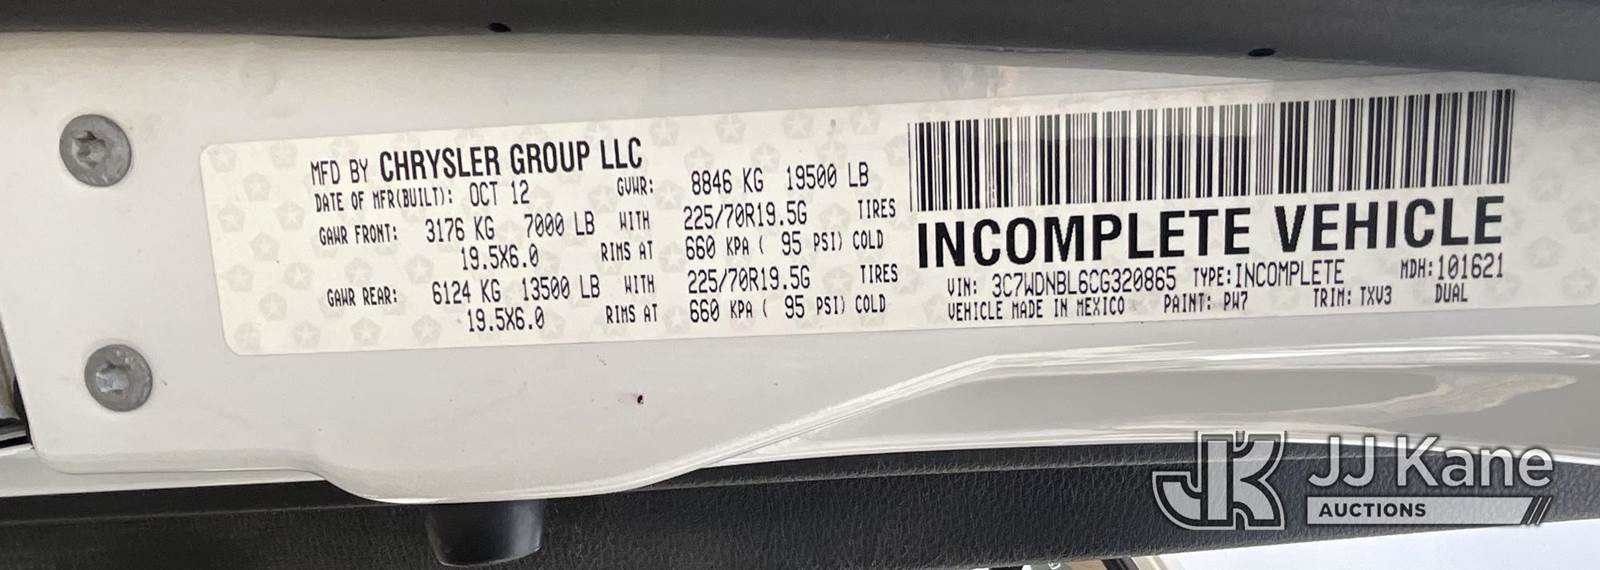 MFD BY CHRYSLER GROUP LLC
DATE OF MFR(BUILT): OCT 12 GVWR: 8846 KG 19500 LB
GAWR FRONT: 3176 KG 7000 LB WITH 225/70R19.5G TIRES
19.5X6.0 RIMS AT 660 KPA ( 95 PSI) COLD
GAWR REAR: 6124 KG 13500 LB WITH 225/70R19.5G TIRES
19.5X6.0 RIMS AT 660 KPA ( 95 PSI) COLD
INCOMPLETE VEHICLE
VIN: 3C7WDNBL6CG320865 TYPE: INCOMPLETE MDH: 101621
VEHICLE MADE IN MEXICO PAINT: PW7 TRIM: TXV3 DUAL
JK JJ Kane
AUCTIONS